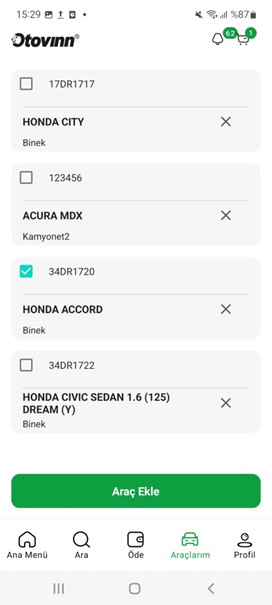 15:29
%87
Otovinn
62
1
17DR1717
HONDA CITY
Binek
123456
ACURA MDX
Kamyonet2
34DR1720
HONDA ACCORD
Binek
34DR1722
HONDA CIVIC SEDAN 1.6 (125)
DREAM (Y)
Binek
Araç Ekle
Ana Menü
Ara
Öde
Araçlarım
Profil